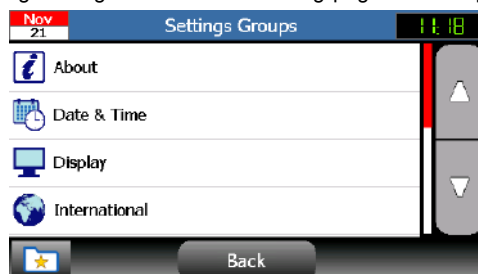 Nov
21
Settings Groups
11:18
About
Date & Time
Display
International
Back